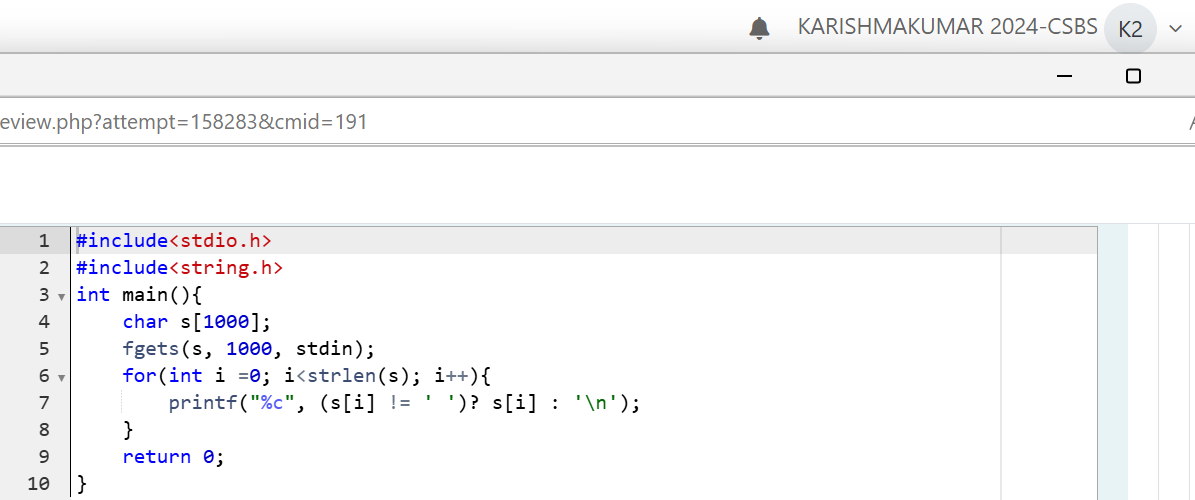 KARISHMAKUMAR 2024-CSBS K2
eview.php?attempt=158283&cmid=191
1 #include<stdio.h>
2 #include<string.h>
3 int main(){
4     char s[1000];
5     fgets(s, 1000, stdin);
6     for(int i =0; i<strlen(s); i++){
7         printf("%c", (s[i] != ' ')? s[i] : '\n');
8     }
9     return 0;
10 }